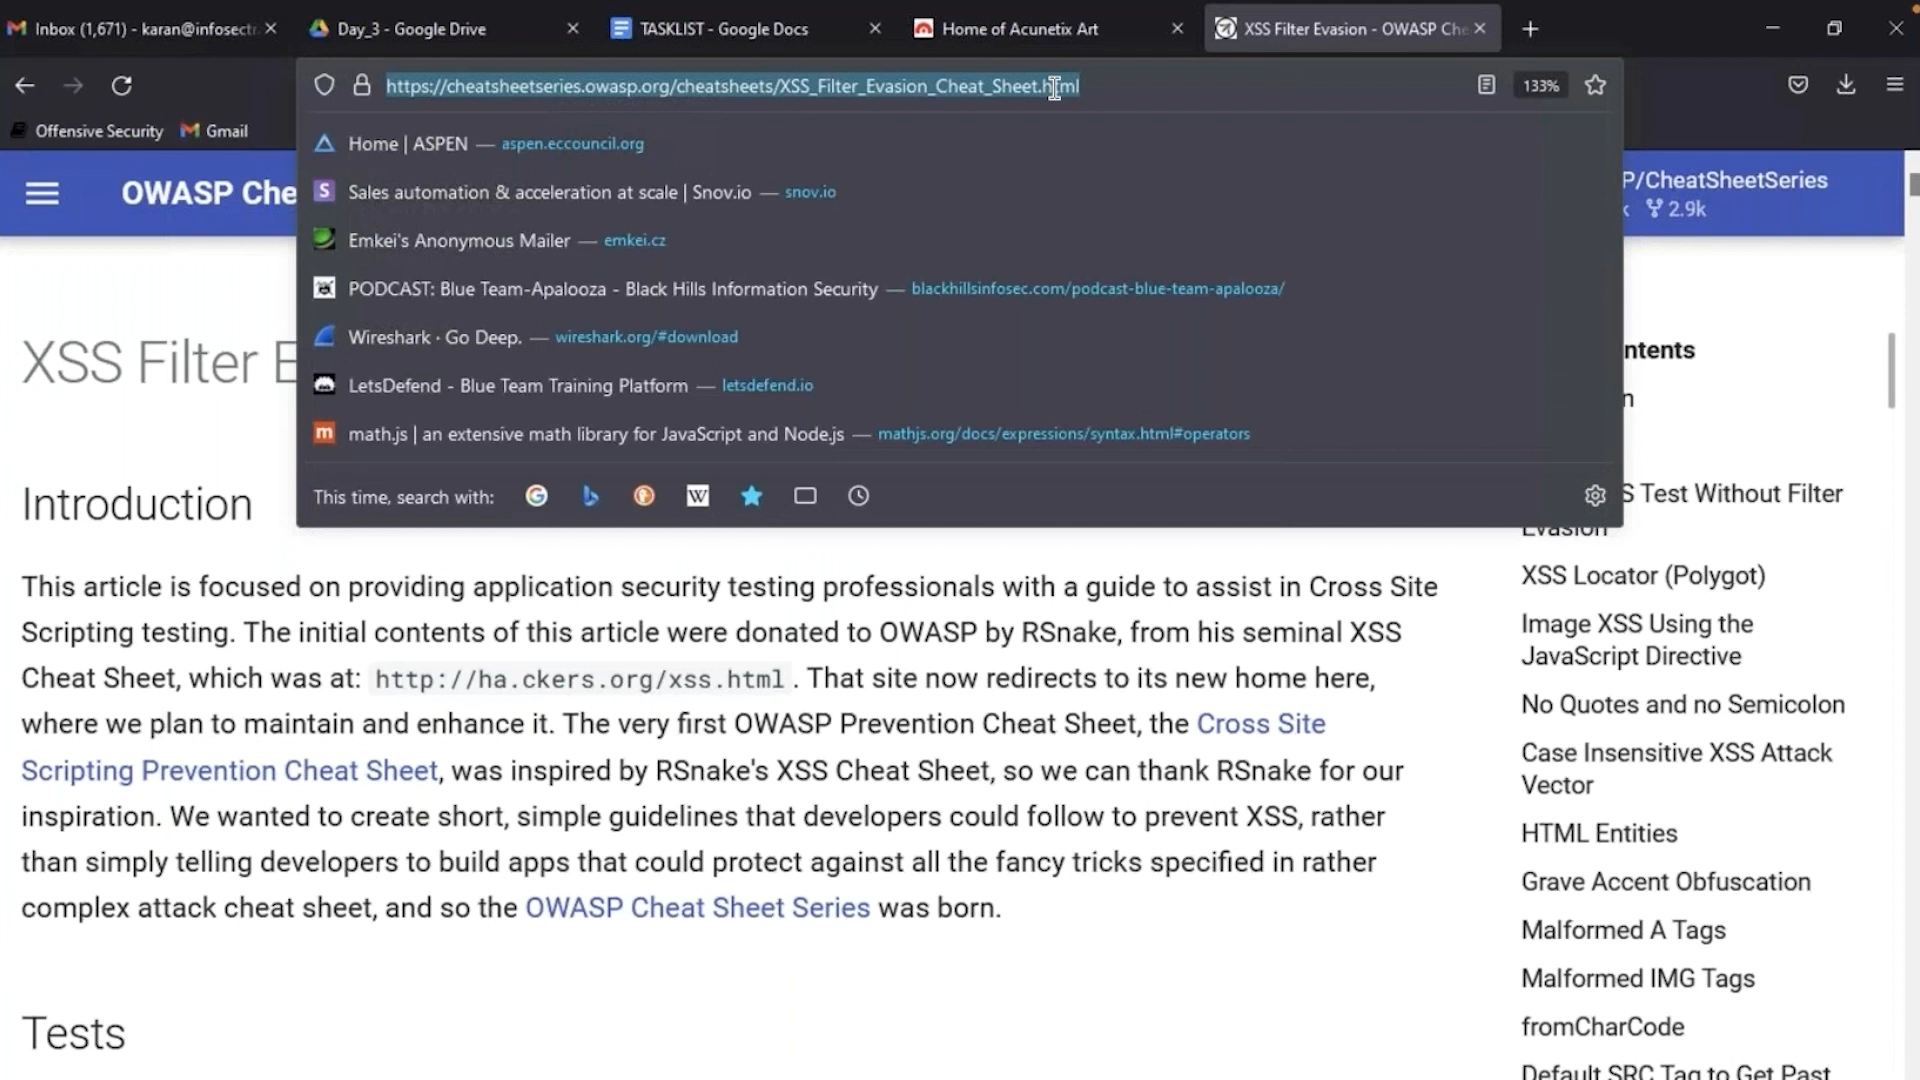 Inbox (1,671) - karan@infosectr
Day_3 - Google Drive
TASKLIST - Google Docs
Home of Acunetix Art
XSS Filter Evasion - OWASP Che
https://cheatsheetseries.owasp.org/cheatsheets/XSS_Filter_Evasion_Cheat_Sheet.html
133%
Offensive Security
Gmail
Home | ASPEN — aspen.eccouncil.org
Sales automation & acceleration at scale | Snov.io — snov.io
Emkei's Anonymous Mailer — emkei.cz
PODCAST: Blue Team-Apalooza - Black Hills Information Security — blackhillsinfosec.com/podcast-blue-team-apalooza/
Wireshark · Go Deep. — wireshark.org/#download
LetsDefend - Blue Team Training Platform — letsdefend.io
math.js | an extensive math library for JavaScript and Node.js — mathjs.org/docs/expressions/syntax.html#operators
This time, search with:
OWASP Che
P/CheatSheetSeries
2.9k
XSS Filter E
Introduction
This article is focused on providing application security testing professionals with a guide to assist in Cross Site
Scripting testing. The initial contents of this article were donated to OWASP by RSnake, from his seminal XSS
Cheat Sheet, which was at: http://ha.ckers.org/xss.html. That site now redirects to its new home here,
where we plan to maintain and enhance it. The very first OWASP Prevention Cheat Sheet, the Cross Site
Scripting Prevention Cheat Sheet, was inspired by RSnake's XSS Cheat Sheet, so we can thank RSnake for our
inspiration. We wanted to create short, simple guidelines that developers could follow to prevent XSS, rather
than simply telling developers to build apps that could protect against all the fancy tricks specified in rather
complex attack cheat sheet, and so the OWASP Cheat Sheet Series was born.
Tests
ntents
n
S Test Without Filter
Evasion
XSS Locator (Polygot)
Image XSS Using the
JavaScript Directive
No Quotes and no Semicolon
Case Insensitive XSS Attack
Vector
HTML Entities
Grave Accent Obfuscation
Malformed A Tags
Malformed IMG Tags
fromCharCode
Default SRC Tag to Get Past